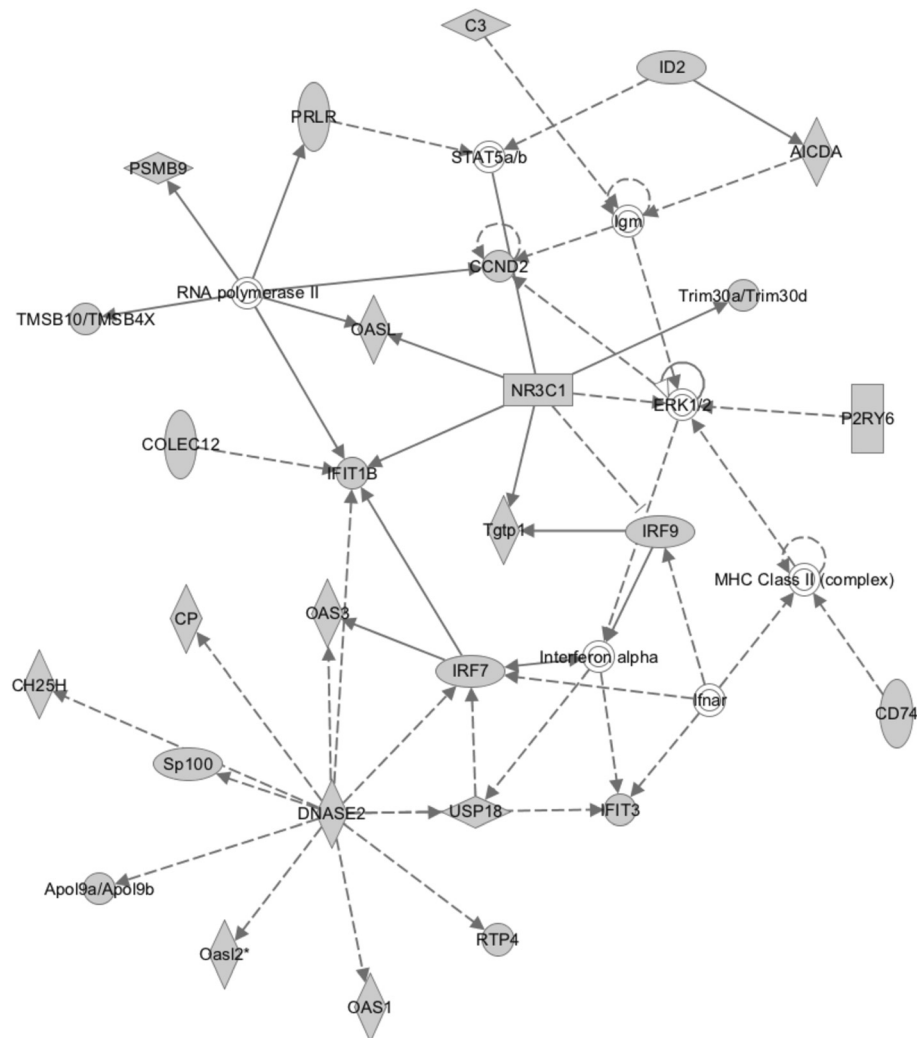 C3
ID2
PRLR
STAT5a/b
AICDA
PSMB9
Igm
CCND2
RNA polymerase II
Trim30a/Trim30d
TMSB10/TMSB4X
OASL
NR3C1
ERK1/2
P2RY6
COLEC12
IFIT1B
Tgtp1
IRF9
MHC Class II (complex)
CP
OAS3
Interferon alpha
IRF7
CH25H
Ifnar
CD74
Sp100
DNASE2
USP18
IFIT3
Apol9a/Apol9b
RTP4
Oasl2*
OAS1